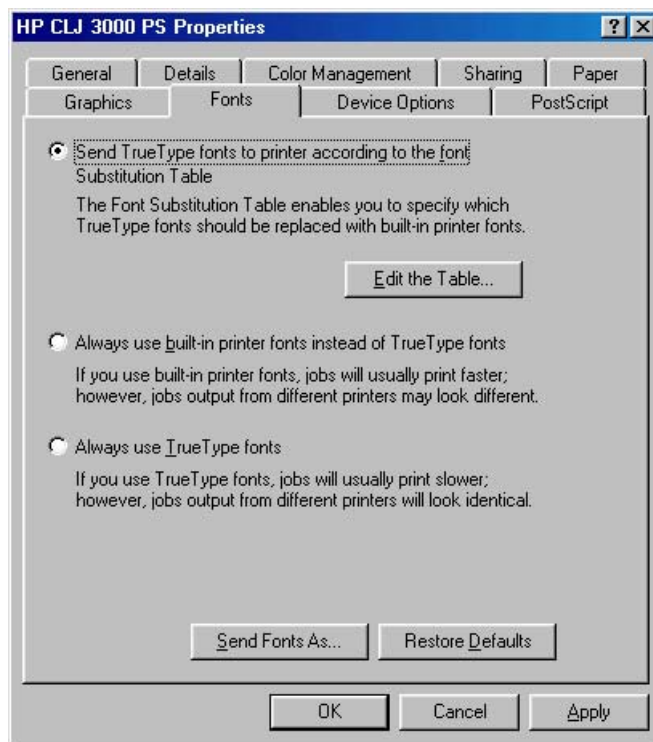 HP CLJ 3000 PS Properties
General Details Color Management Sharing Paper
Graphics Fonts Device Options PostScript
Send TrueType fonts to printer according to the font
Substitution Table
The Font Substitution Table enables you to specify which
TrueType fonts should be replaced with built-in printer fonts.
Edit the Table...
Always use built-in printer fonts instead of TrueType fonts
If you use built-in printer fonts, jobs will usually print faster;
however, jobs output from different printers may look different.
Always use TrueType fonts
If you use TrueType fonts, jobs will usually print slower;
however, jobs output from different printers will look identical.
Send Fonts As... Restore Defaults
OK Cancel Apply